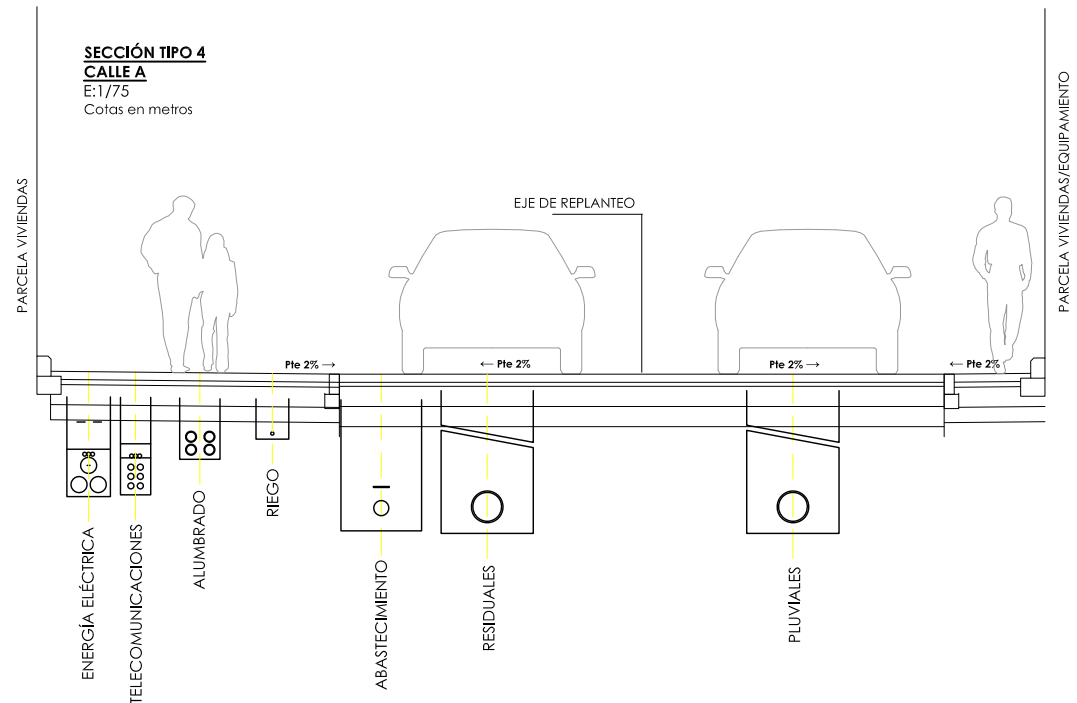 SECCIÓN TIPO 4
CALLE A
E:1/75
Cotas en metros
PARCELA VIVIENDAS
EJE DE REPLANTEO
PARCELA VIVIENDAS/EQUIPAMIENTO
Pte 2% →
← Pte 2%
Pte 2% →
← Pte 2%
ENERGÍA ELÉCTRICA
TELECOMUNICACIONES
ALUMBRADO
RIEGO
ABASTECIMIENTO
RESIDUALES
PLUVIALES